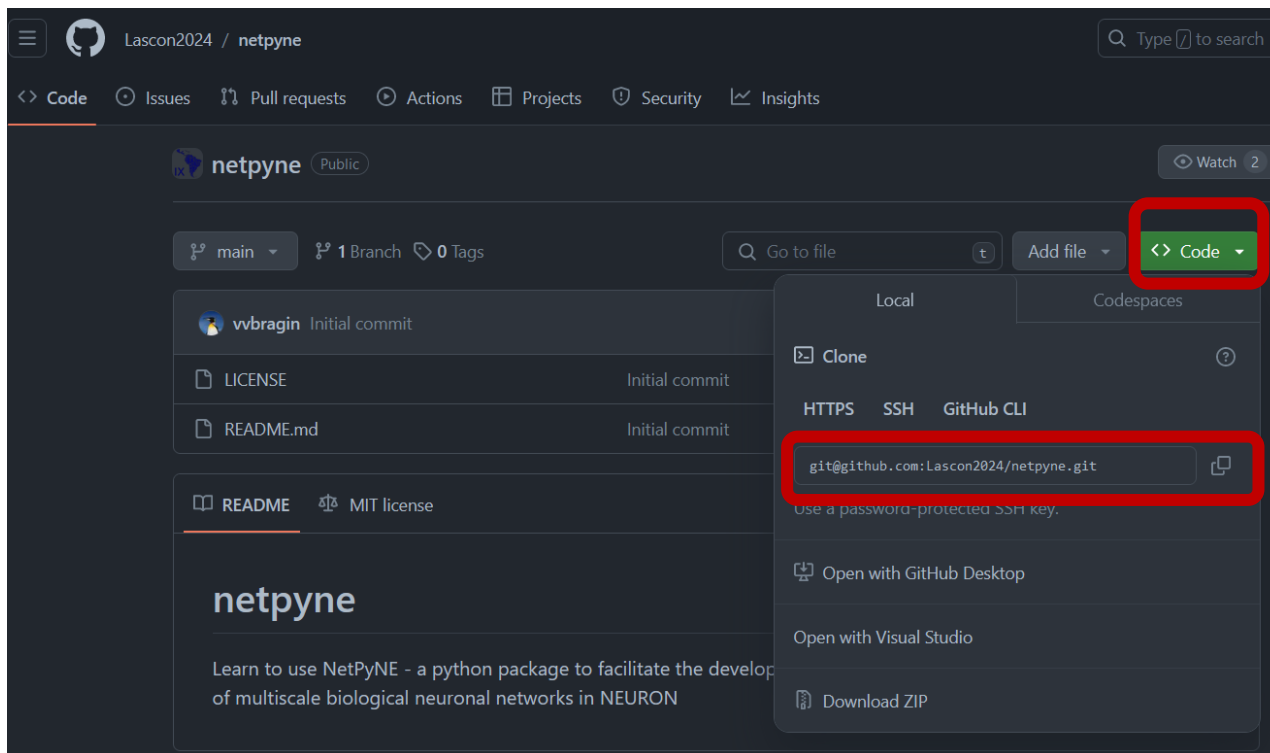 Lascon2024 / netpyne
Type / to search
<> Code Issues Pull requests Actions Projects Security Insights
netpyne Public
Watch 2
main 1 Branch 0 Tags
Go to file t
Add file
<> Code
Local Codespaces
vvbragin Initial commit
Clone
LICENSE Initial commit
HTTPS SSH GitHub CLI
README.md Initial commit
git@github.com:Lascon2024/netpyne.git
README MIT license
Use a password-protected SSH key.
Open with GitHub Desktop
netpyne
Open with Visual Studio
Learn to use NetPyNE - a python package to facilitate the develop
of multiscale biological neuronal networks in NEURON
Download ZIP